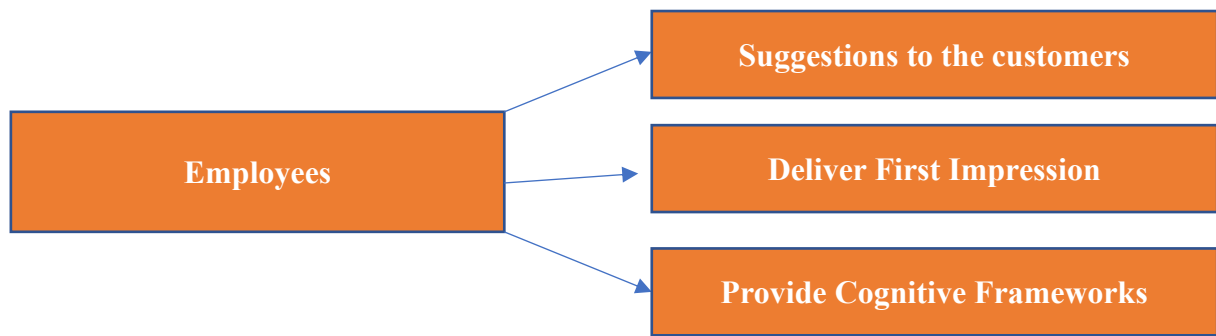 Suggestions to the customers
Employees
Deliver First Impression
Provide Cognitive Frameworks